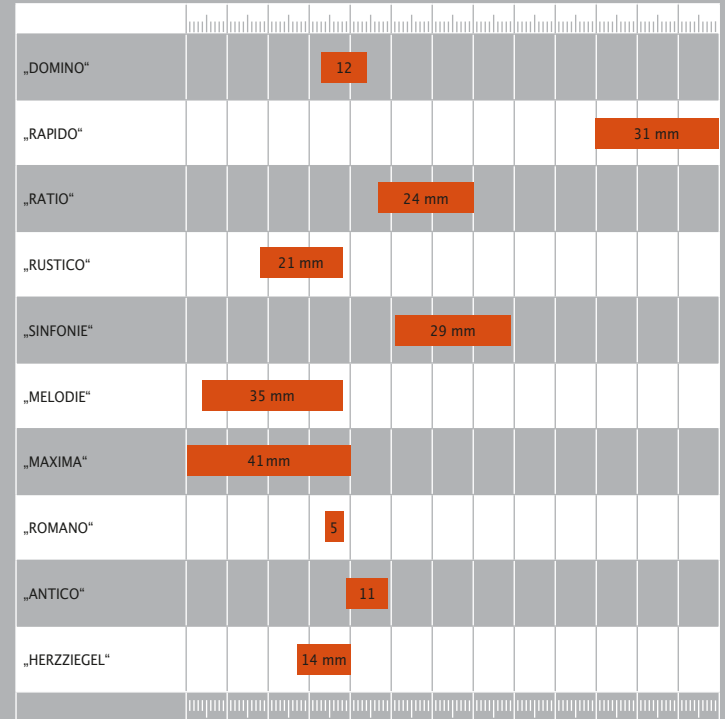 „DOMINO“ 12
„RAPIDO“ 31 mm
„RATIO“ 24 mm
„RUSTICO“ 21 mm
„SINFONIE“ 29 mm
„MELODIE“ 35 mm
„MAXIMA“ 41 mm
„ROMANO“ 5
„ANTICO“ 11
„HERZZIEGEL“ 14 mm